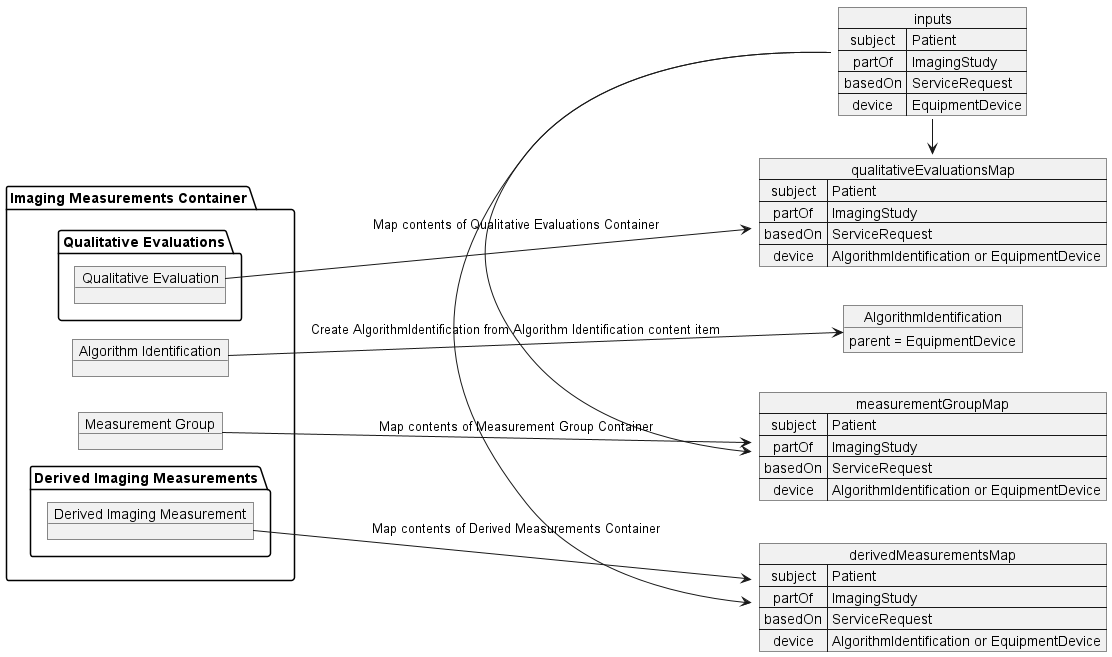 inputs
subject Patient
partOf ImagingStudy
basedOn ServiceRequest
device EquipmentDevice
qualitativeEvaluationsMap
subject Patient
partOf ImagingStudy
basedOn ServiceRequest
device AlgorithmIdentification or EquipmentDevice
Imaging Measurements Container
Qualitative Evaluations
Qualitative Evaluation
Map contents of Qualitative Evaluations Container
Algorithm Identification
Create AlgorithmIdentification from Algorithm Identification content item
AlgorithmIdentification
parent = EquipmentDevice
Measurement Group
Map contents of Measurement Group Container
measurementGroupMap
subject Patient
partOf ImagingStudy
basedOn ServiceRequest
device AlgorithmIdentification or EquipmentDevice
Derived Imaging Measurements
Derived Imaging Measurement
Map contents of Derived Measurements Container
derivedMeasurementsMap
subject Patient
partOf ImagingStudy
basedOn ServiceRequest
device AlgorithmIdentification or EquipmentDevice